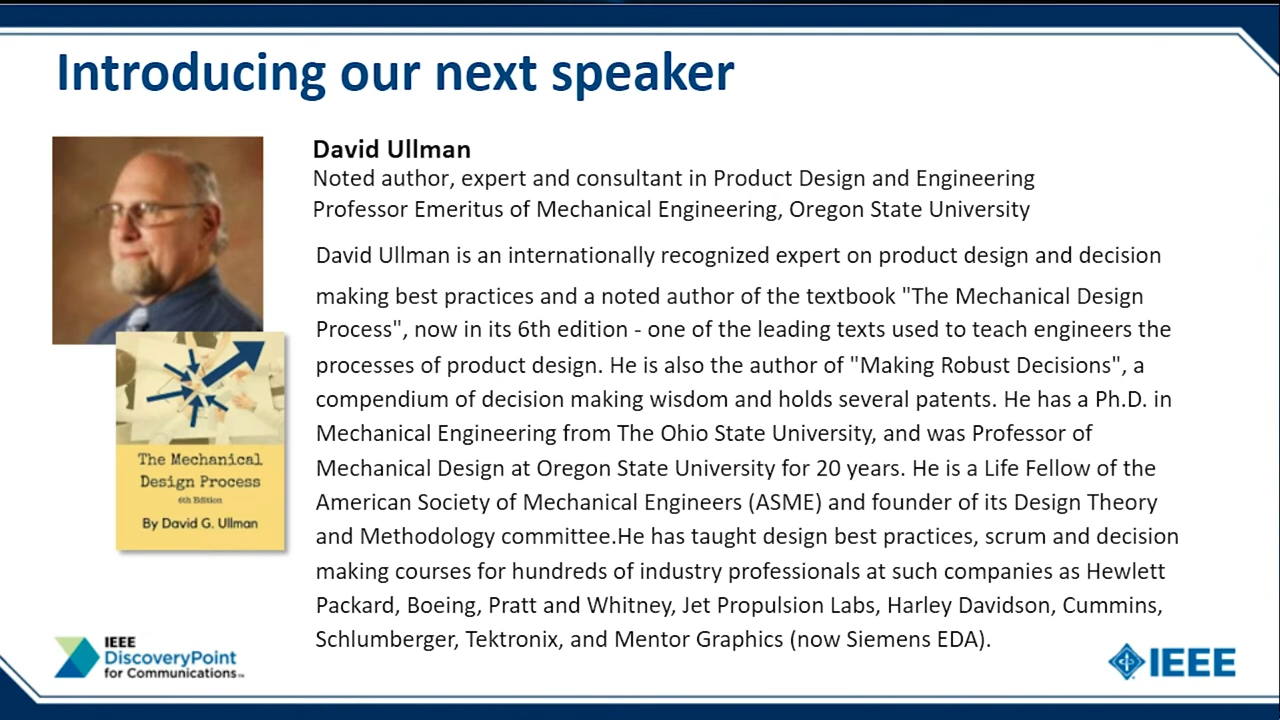 Introducing our next speaker
David Ullman
Noted author, expert and consultant in Product Design and Engineering
Professor Emeritus of Mechanical Engineering, Oregon State University
David Ullman is an internationally recognized expert on product design and decision
making best practices and a noted author of the textbook "The Mechanical Design
Process", now in its 6th edition - one of the leading texts used to teach engineers the
processes of product design. He is also the author of "Making Robust Decisions", a
compendium of decision making wisdom and holds several patents. He has a Ph.D. in
Mechanical Engineering from The Ohio State University, and was Professor of
Mechanical Design at Oregon State University for 20 years. He is a Life Fellow of the
American Society of Mechanical Engineers (ASME) and founder of its Design Theory
and Methodology committee.He has taught design best practices, scrum and decision
making courses for hundreds of industry professionals at such companies as Hewlett
Packard, Boeing, Pratt and Whitney, Jet Propulsion Labs, Harley Davidson, Cummins,
Schlumberger, Tektronix, and Mentor Graphics (now Siemens EDA).
The Mechanical
Design Process
6th Edition
By David G. Ullman
IEEE
DiscoveryPoint
for Communications™
IEEE